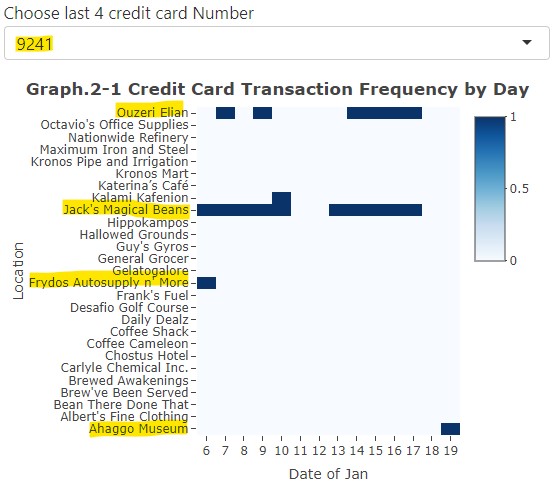 Choose last 4 credit card Number
9241
Graph.2-1 Credit Card Transaction Frequency by Day
Ouzeri Elian
Octavio's Office Supplies
Nationwide Refinery
Maximum Iron and Steel
Kronos Pipe and Irrigation
Kronos Mart
Katerina's Café
Kalami Kafenion
Jack's Magical Beans
Hippokampos
Hallowed Grounds
Guy's Gyros
General Grocer
Gelatogalore
Frydos Autosupply n' More
Frank's Fuel
Desafio Golf Course
Daily Dealz
Coffee Shack
Coffee Cameleon
Chostus Hotel
Carlyle Chemical Inc.
Brewed Awakenings
Brew've Been Served
Bean There Done That
Albert's Fine Clothing
Ahaggo Museum
Location
6 7 8 9 10 11 12 13 14 15 16 17 18 19
Date of Jan
1
0.5
0